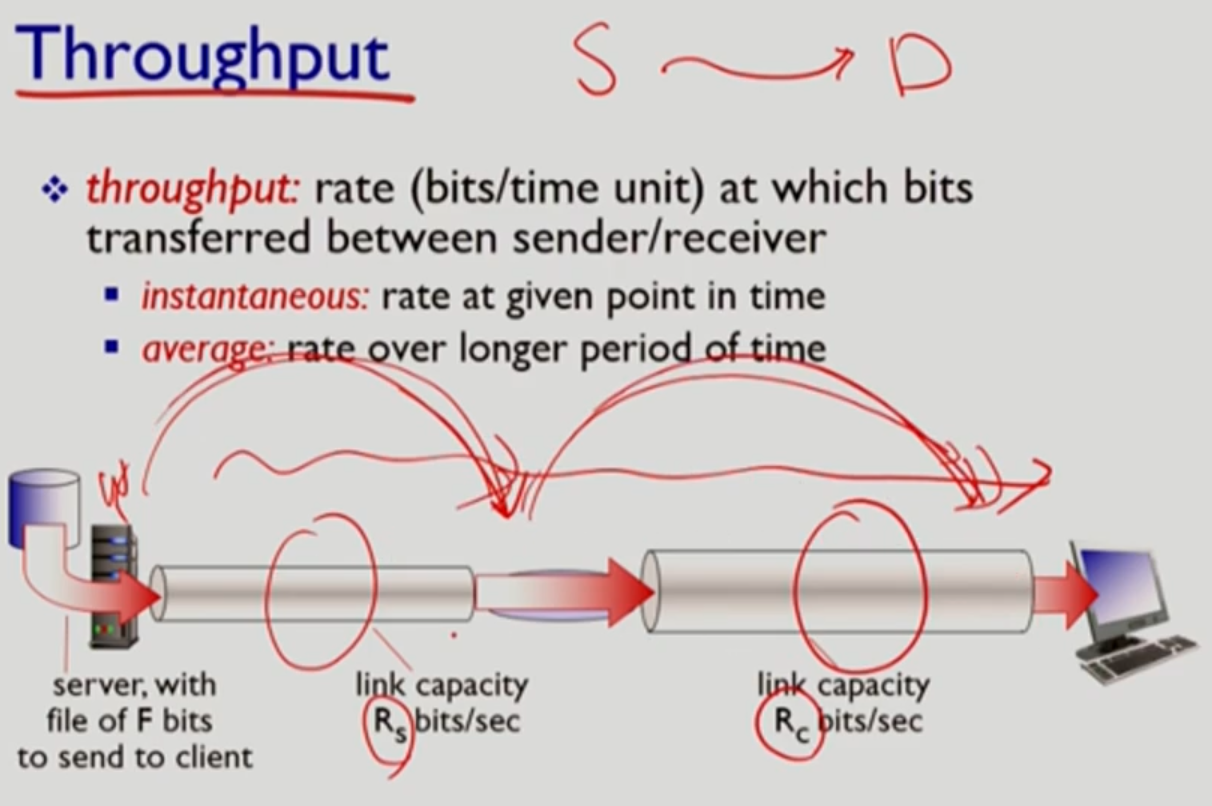 Throughput
S D
❖ throughput: rate (bits/time unit) at which bits
transferred between sender/receiver
▪ instantaneous: rate at given point in time
▪ average: rate over longer period of time
server, with
file of F bits
to send to client
link capacity
Rs bits/sec
link capacity
Rc bits/sec